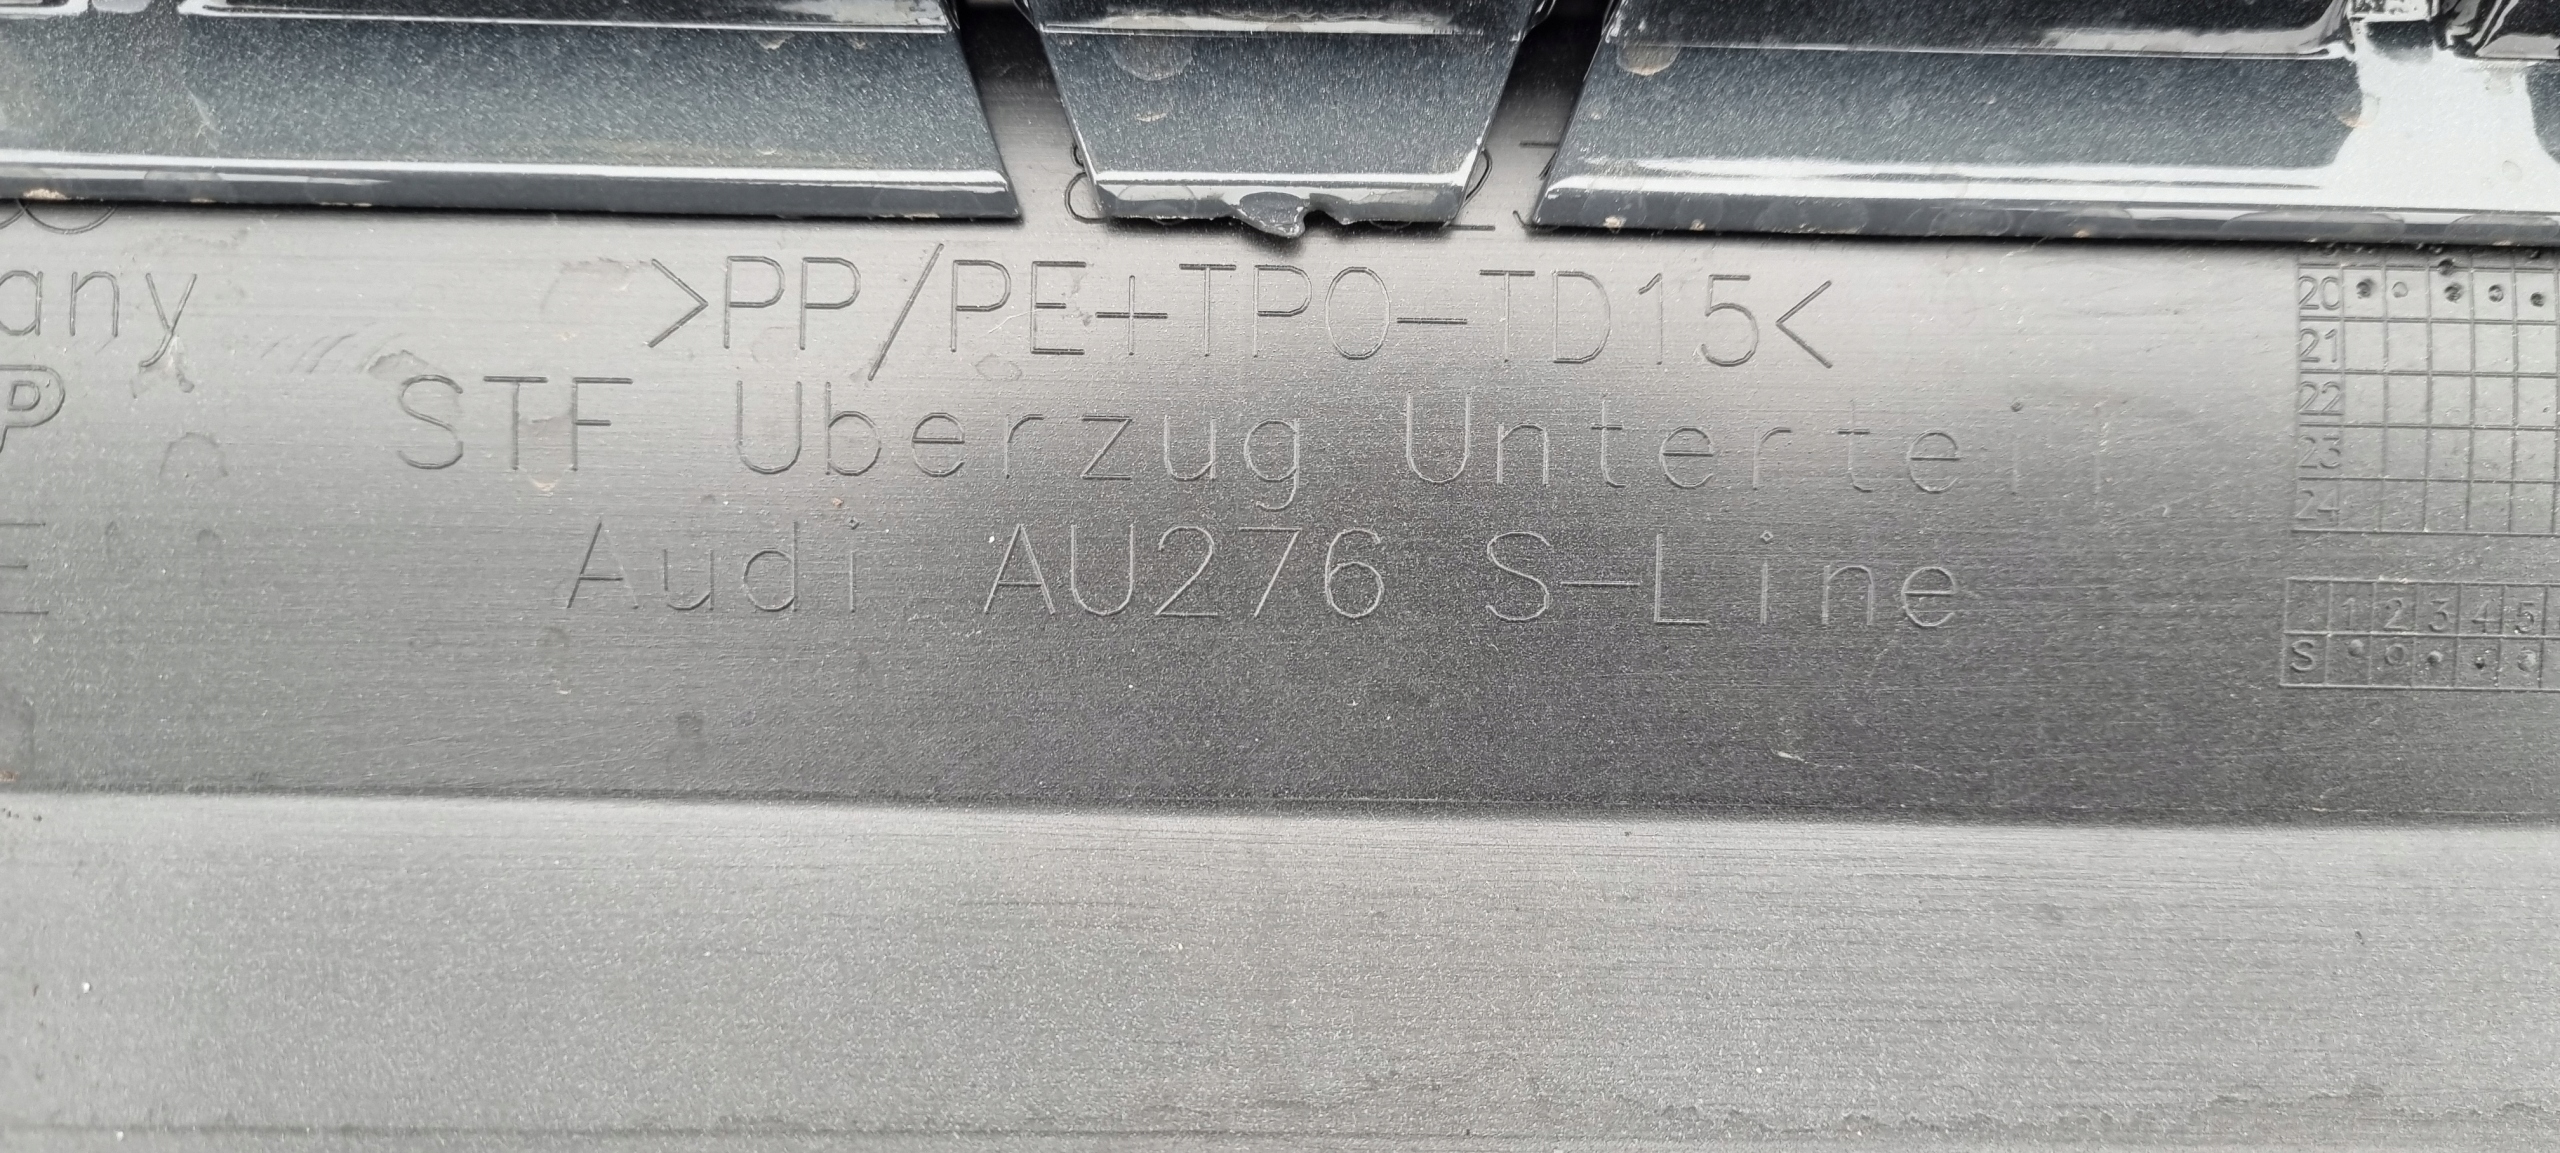 any
>PP/PE+TPO-TD15<
STF Uberzug Unterteil
Audi AU276 S-Line
20
21
22
23
24
1 2 3 4 5
S